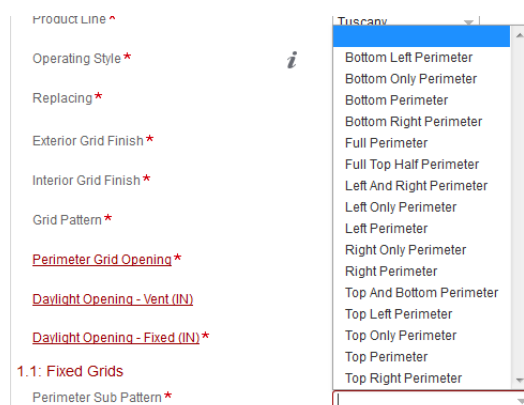 Product Line *
Tuscany
Operating Style *
i
Replacing *
Exterior Grid Finish *
Interior Grid Finish *
Grid Pattern *
Perimeter Grid Opening *
Daylight Opening - Vent (IN)
Daylight Opening - Fixed (IN) *
1.1: Fixed Grids
Perimeter Sub Pattern *
Bottom Left Perimeter
Bottom Only Perimeter
Bottom Perimeter
Bottom Right Perimeter
Full Perimeter
Full Top Half Perimeter
Left And Right Perimeter
Left Only Perimeter
Left Perimeter
Right Only Perimeter
Right Perimeter
Top And Bottom Perimeter
Top Left Perimeter
Top Only Perimeter
Top Perimeter
Top Right Perimeter